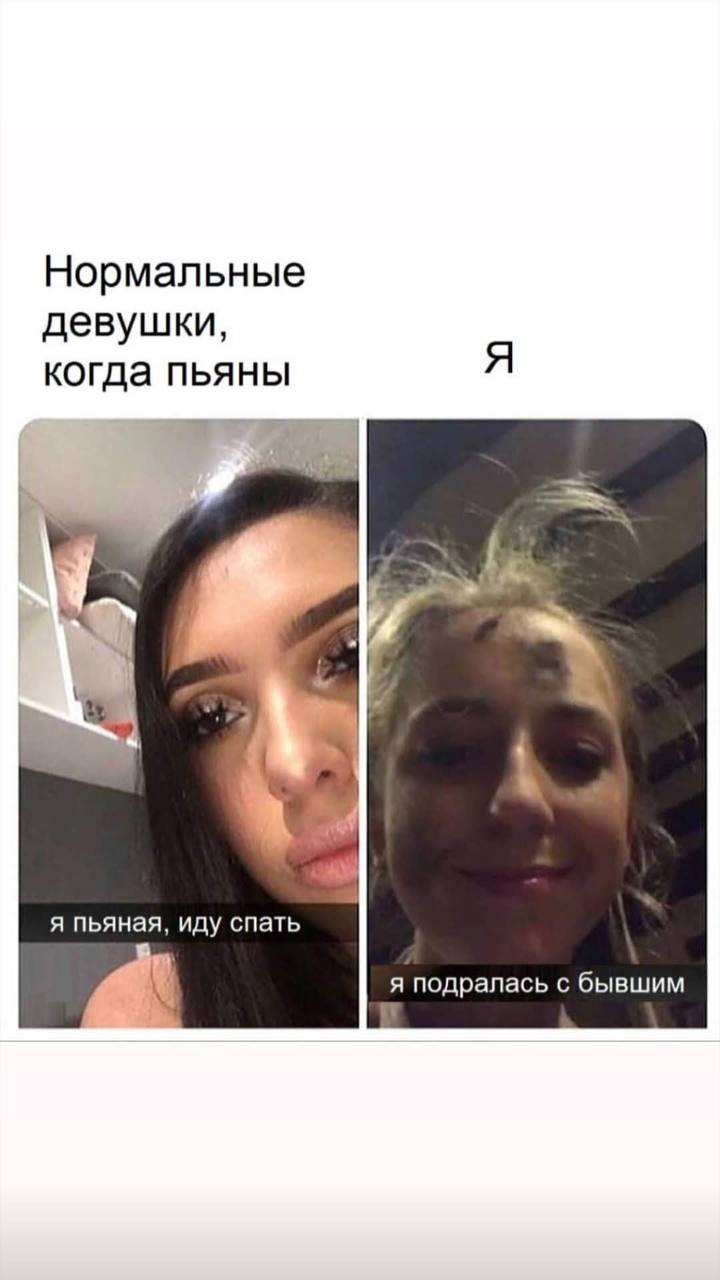 Нормальные
девушки,
когда пьяны
Я
я пьяная, иду спать
я подралась с бывшим